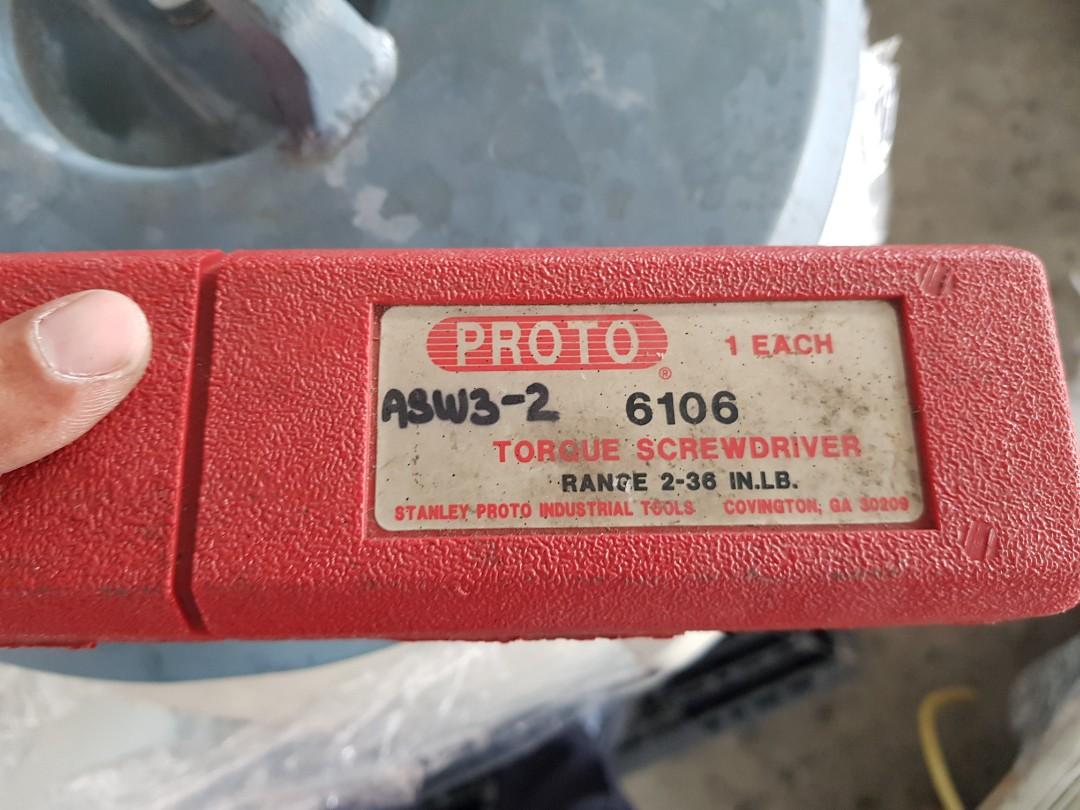 PROTO ®
1 EACH
ASW3-2
6106
TORQUE SCREWDRIVER
RANGE 2-36 IN.LB.
STANLEY PROTO INDUSTRIAL TOOLS COVINGTON, GA 30209